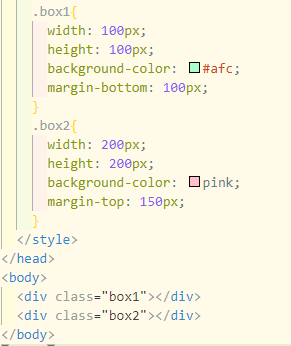 .box1{
width: 100px;
height: 100px;
background-color: #afc;
margin-bottom: 100px;
}
.box2{
width: 200px;
height: 200px;
background-color: pink;
margin-top: 150px;
}
</style>
</head>
<body>
<div class="box1"></div>
<div class="box2"></div>
</body>